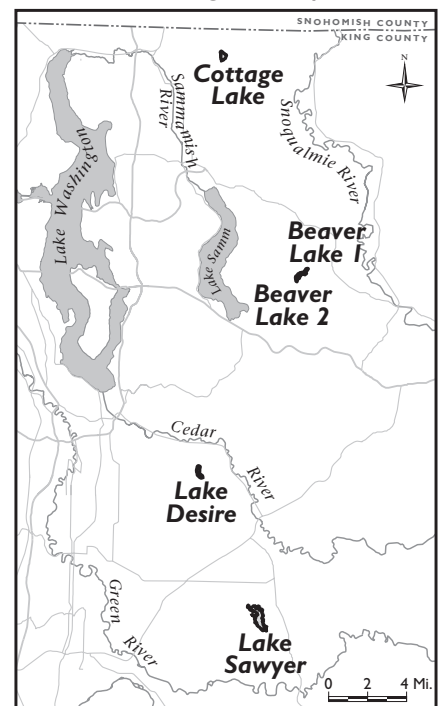 SNOHOMISH COUNTY
KING COUNTY
N
Cottage
Lake
Sammamish
River
Snoqualmie River
Lake Washington
Lake Samm
Beaver
Lake 1
Beaver
Lake 2
Cedar
River
Lake
Desire
Green
River
Lake
Sawyer
0 2 4 Mi.